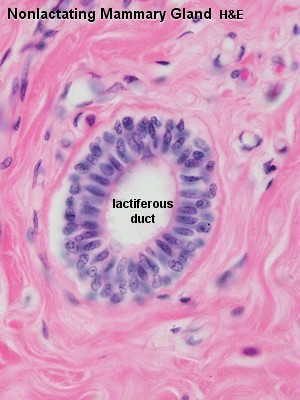 Nonlactating Mammary Gland H&E
lactiferous
duct